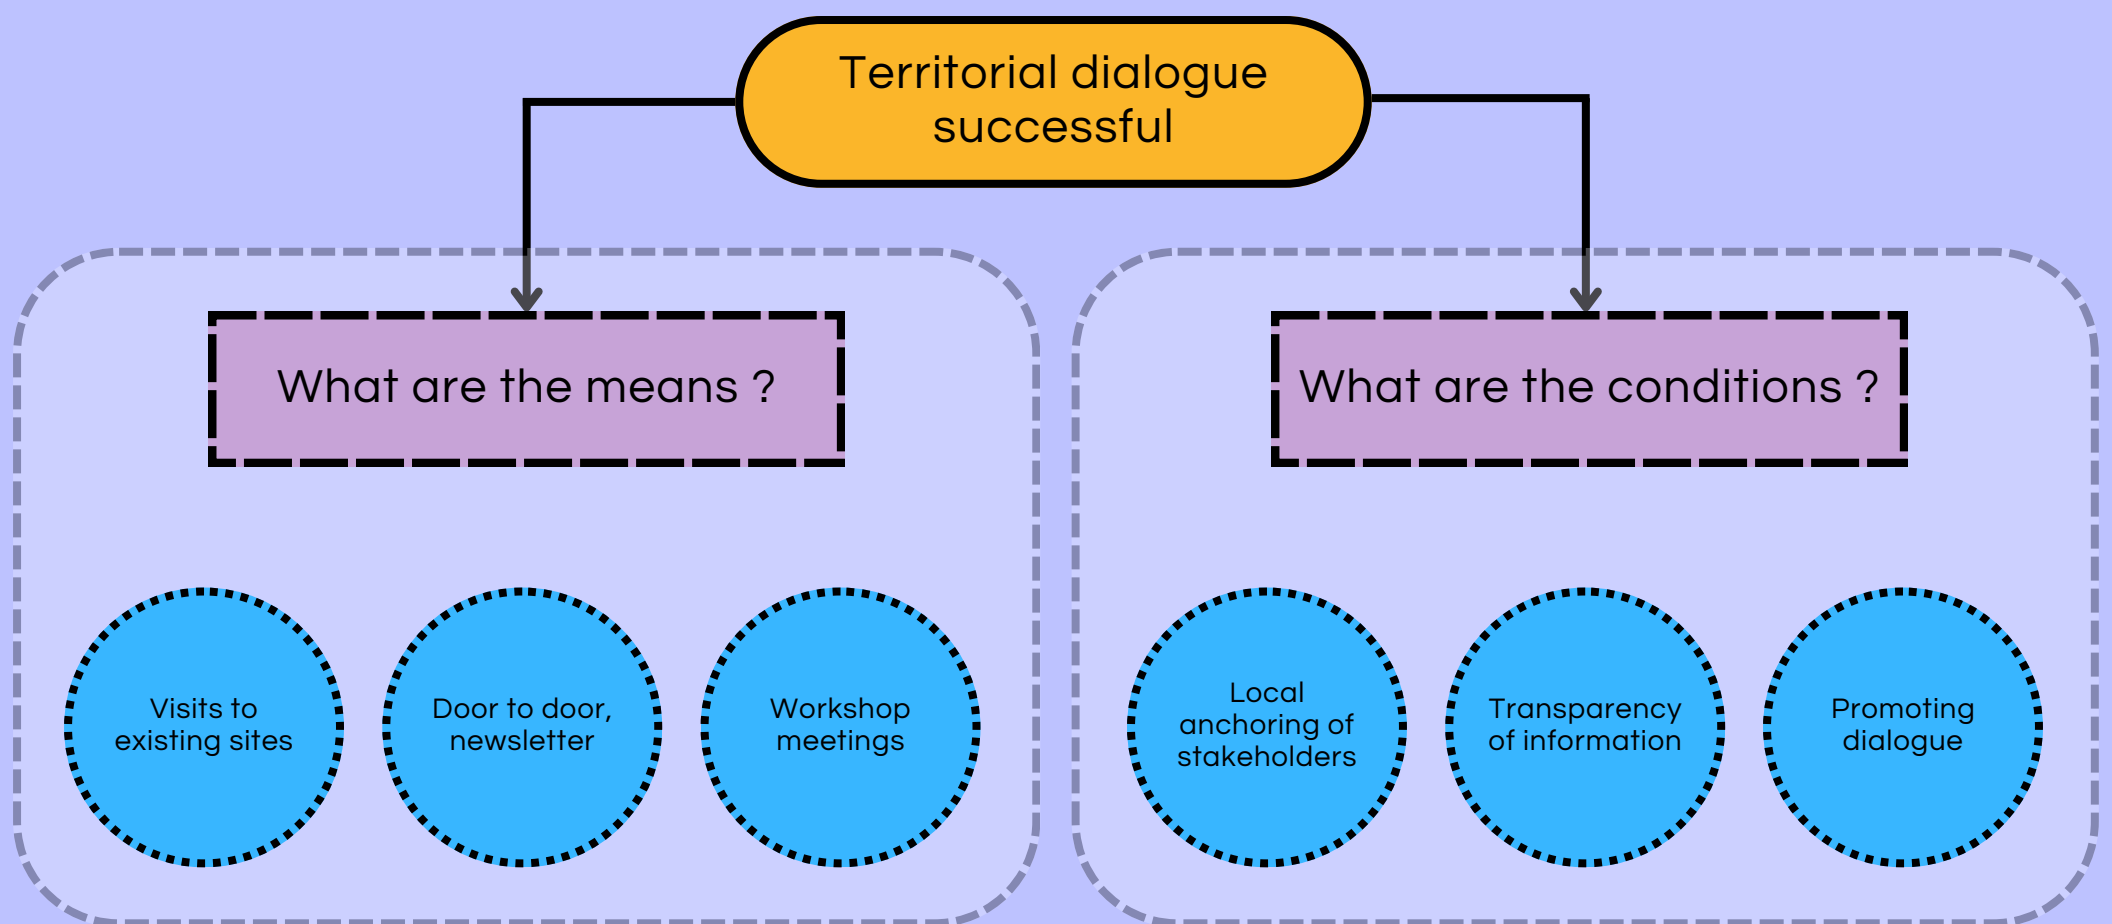 Territorial dialogue
successful
What are the means ?
What are the conditions ?
Visits to
existing sites
Door to door,
newsletter
Workshop
meetings
Local
anchoring of
stakeholders
Transparency
of information
Promoting
dialogue